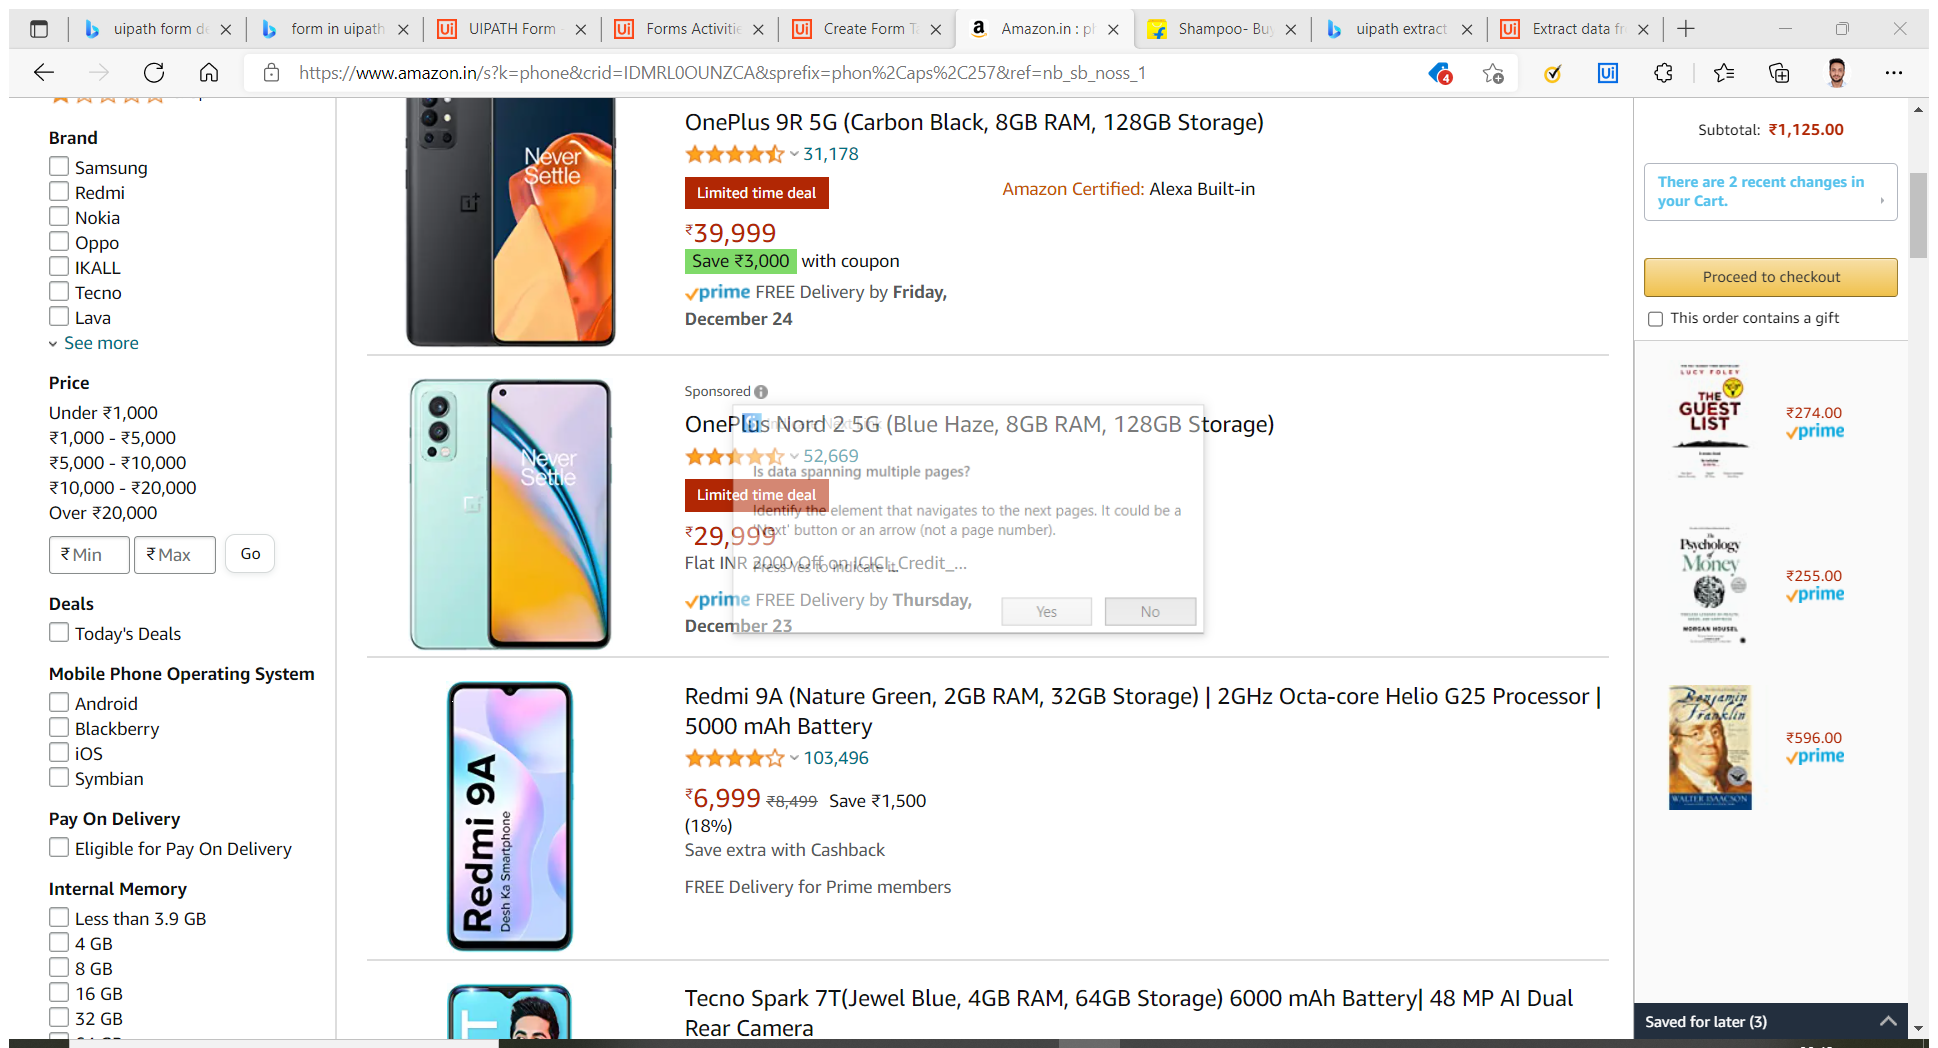 uipath form de
form in uipath
UIPATH Form -
Forms Activitie
Create Form Ta
Amazon.in : ph
Shampoo- Buy
uipath extract
Extract data fr
https://www.amazon.in/s?k=phone&crid=IDMRL0OUNZCA&sprefix=phon%2Caps%2C257&ref=nb_sb_noss_1
4
Brand
Samsung
Redmi
Nokia
Oppo
IKALL
Tecno
Lava
See more
Price
Under ₹1,000
₹1,000 - ₹5,000
₹5,000 - ₹10,000
₹10,000 - ₹20,000
Over ₹20,000
₹ Min
₹ Max
Go
Deals
Today's Deals
Mobile Phone Operating System
Android
Blackberry
iOS
Symbian
Pay On Delivery
Eligible for Pay On Delivery
Internal Memory
Less than 3.9 GB
4 GB
8 GB
16 GB
32 GB
Never
Settle
OnePlus 9R 5G (Carbon Black, 8GB RAM, 128GB Storage)
31,178
Limited time deal
Amazon Certified: Alexa Built-in
₹39,999
Save ₹3,000 with coupon
prime FREE Delivery by Friday,
December 24
Never
Settle
Sponsored
OnePlus Nord 2 5G (Blue Haze, 8GB RAM, 128GB Storage)
52,669
Limited time deal
₹29,999
Flat INR 2000 Off on ICICI_Credit_...
prime FREE Delivery by Thursday,
December 23
Is data spanning multiple pages?
Identify the element that navigates to the next pages. It could be a
'Next' button or an arrow (not a page number).
Press Yes to indicate it.
Yes
No
Redmi 9A
Desh Ka Smartphone
Redmi 9A (Nature Green, 2GB RAM, 32GB Storage) | 2GHz Octa-core Helio G25 Processor |
5000 mAh Battery
103,496
₹6,999 ₹8,499 Save ₹1,500
(18%)
Save extra with Cashback
FREE Delivery for Prime members
Tecno Spark 7T(Jewel Blue, 4GB RAM, 64GB Storage) 6000 mAh Battery| 48 MP AI Dual
Rear Camera
Subtotal: ₹1,125.00
There are 2 recent changes in
your Cart.
Proceed to checkout
This order contains a gift
LUCY FOLEY
THE
GUEST
LIST
₹274.00
prime
The
Psychology
of
Money
MORGAN HOUSEL
₹255.00
prime
Benjamin
Franklin
WALTER ISAACSON
₹596.00
prime
Saved for later (3)